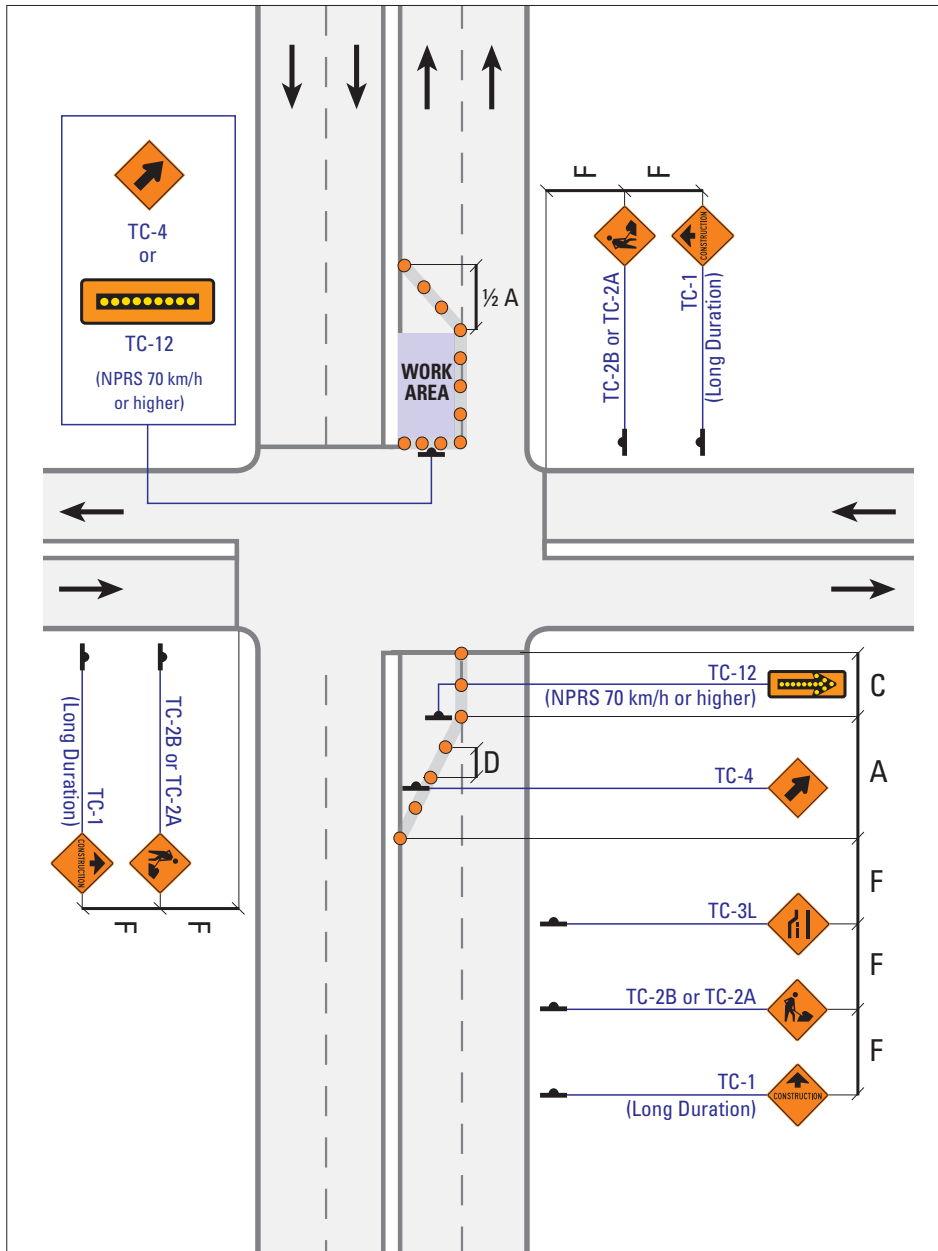 TC-4
or
TC-12
(NPRS 70 km/h
or higher)
½ A
WORK
AREA
F
F
CONSTRUCTION
TC-2B or TC-2A
TC-1
(Long Duration)
TC-12
(NPRS 70 km/h or higher)
C
D
TC-4
A
TC-2B or TC-2A
TC-1
(Long Duration)
CONSTRUCTION
F
F
F
TC-3L
F
TC-2B or TC-2A
F
TC-1
(Long Duration)
CONSTRUCTION